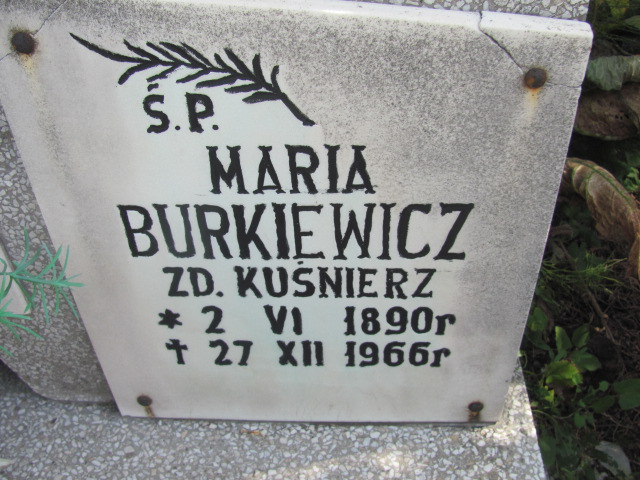 Ś.P.
MARIA
BURKIEWICZ
ZD. KUŚNIERZ
* 2 VI 1890r
† 27 XII 1966r